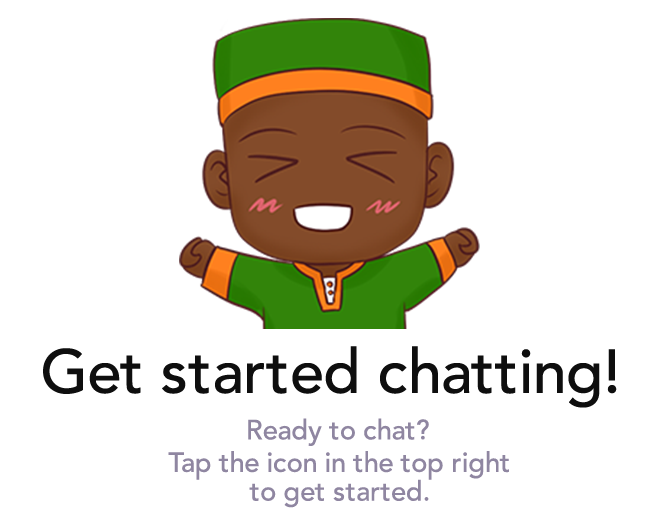 Get started chatting!
Ready to chat?
Tap the icon in the top right
to get started.